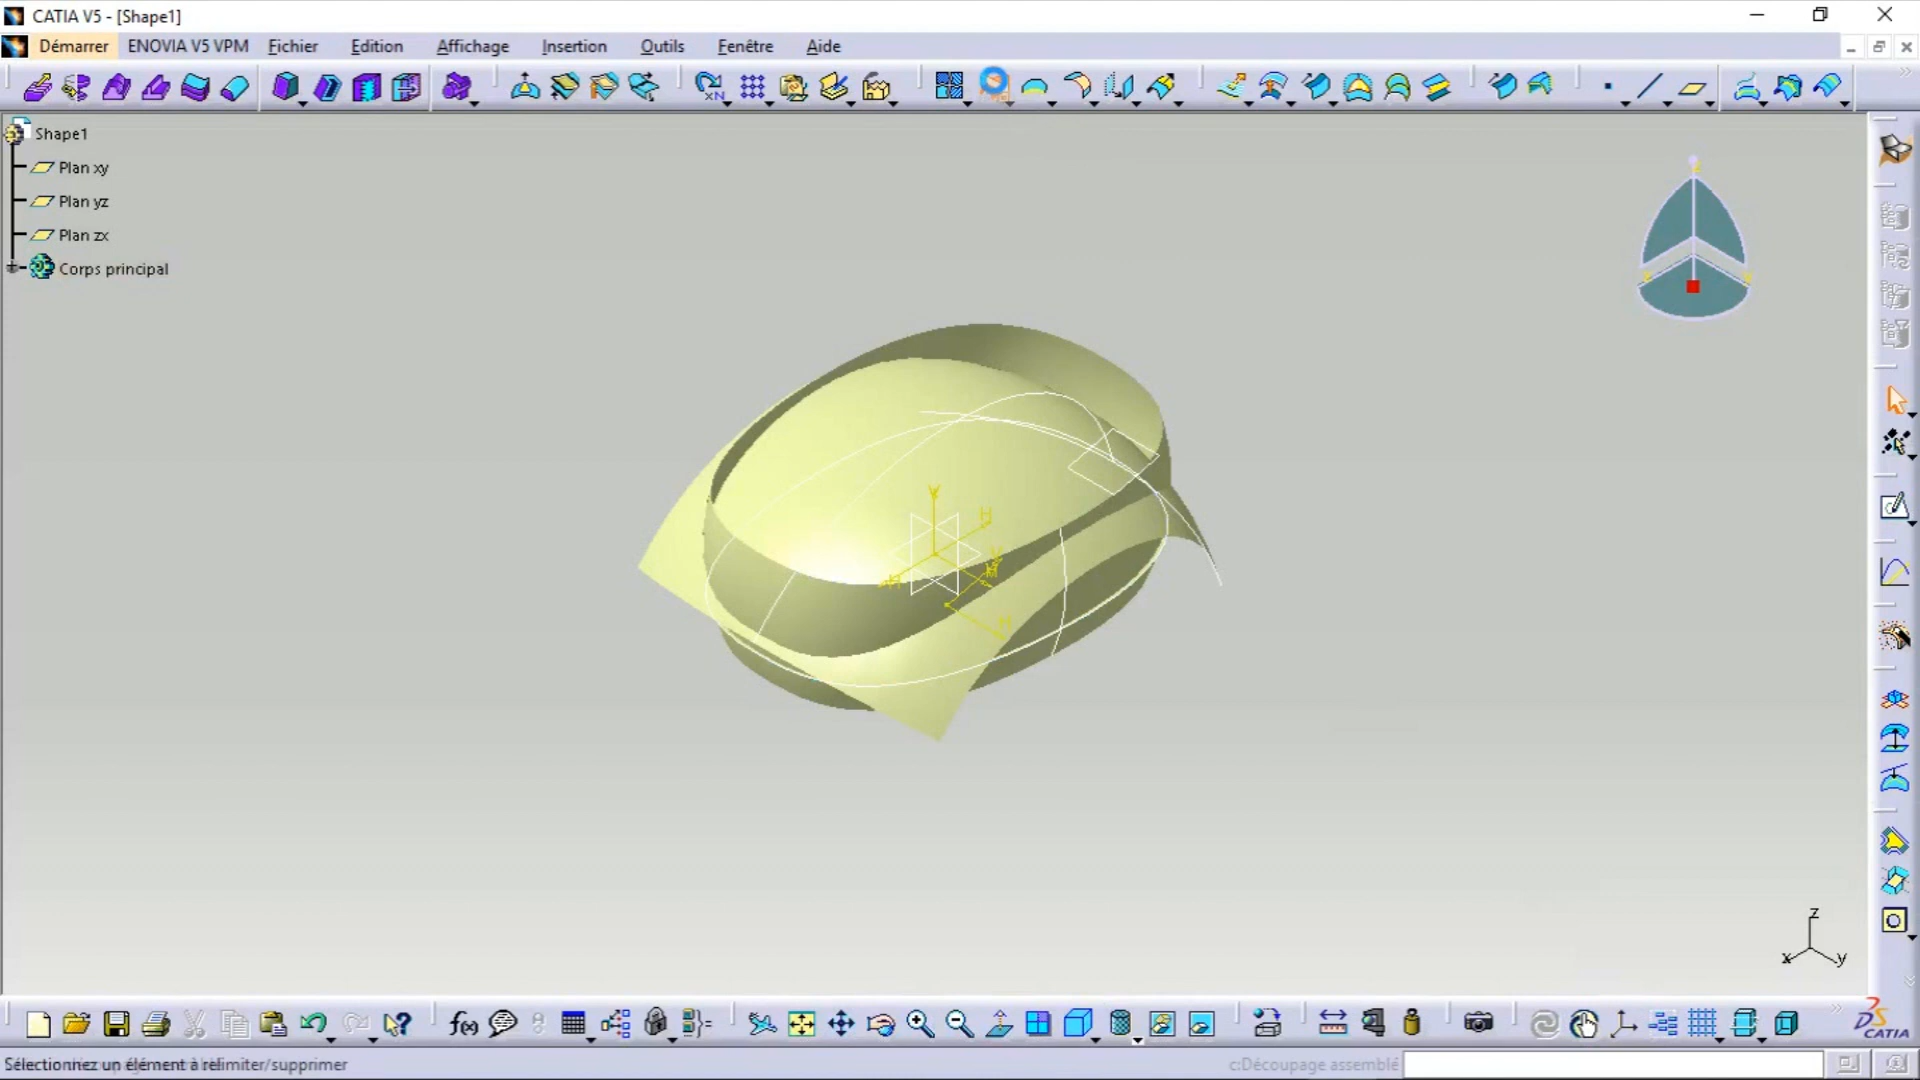 CATIA V5 - [Shape1]
Démarrer ENOVIA V5 VPM Fichier Edition Affichage Insertion Outils Fenêtre Aide
Shape1
Plan xy
Plan yz
Plan zx
Corps principal
V
H
H
H
z
x y
f(x)
CATIA
Sélectionnez un élément à relimiter/supprimer
c:Découpage assemblé